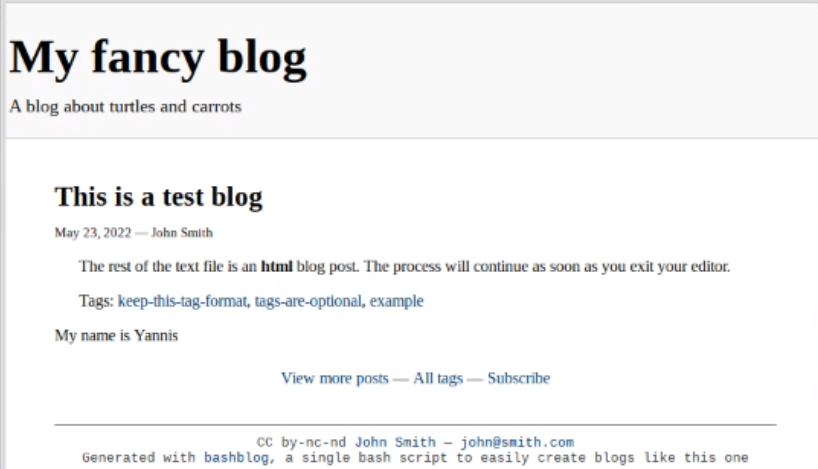 My fancy blog
A blog about turtles and carrots
This is a test blog
May 23, 2022 — John Smith
The rest of the text file is an html blog post. The process will continue as soon as you exit your editor.
Tags: keep-this-tag-format, tags-are-optional, example
My name is Yannis
View more posts — All tags — Subscribe
CC by-nc-nd John Smith — john@smith.com
Generated with bashblog, a single bash script to easily create blogs like this one